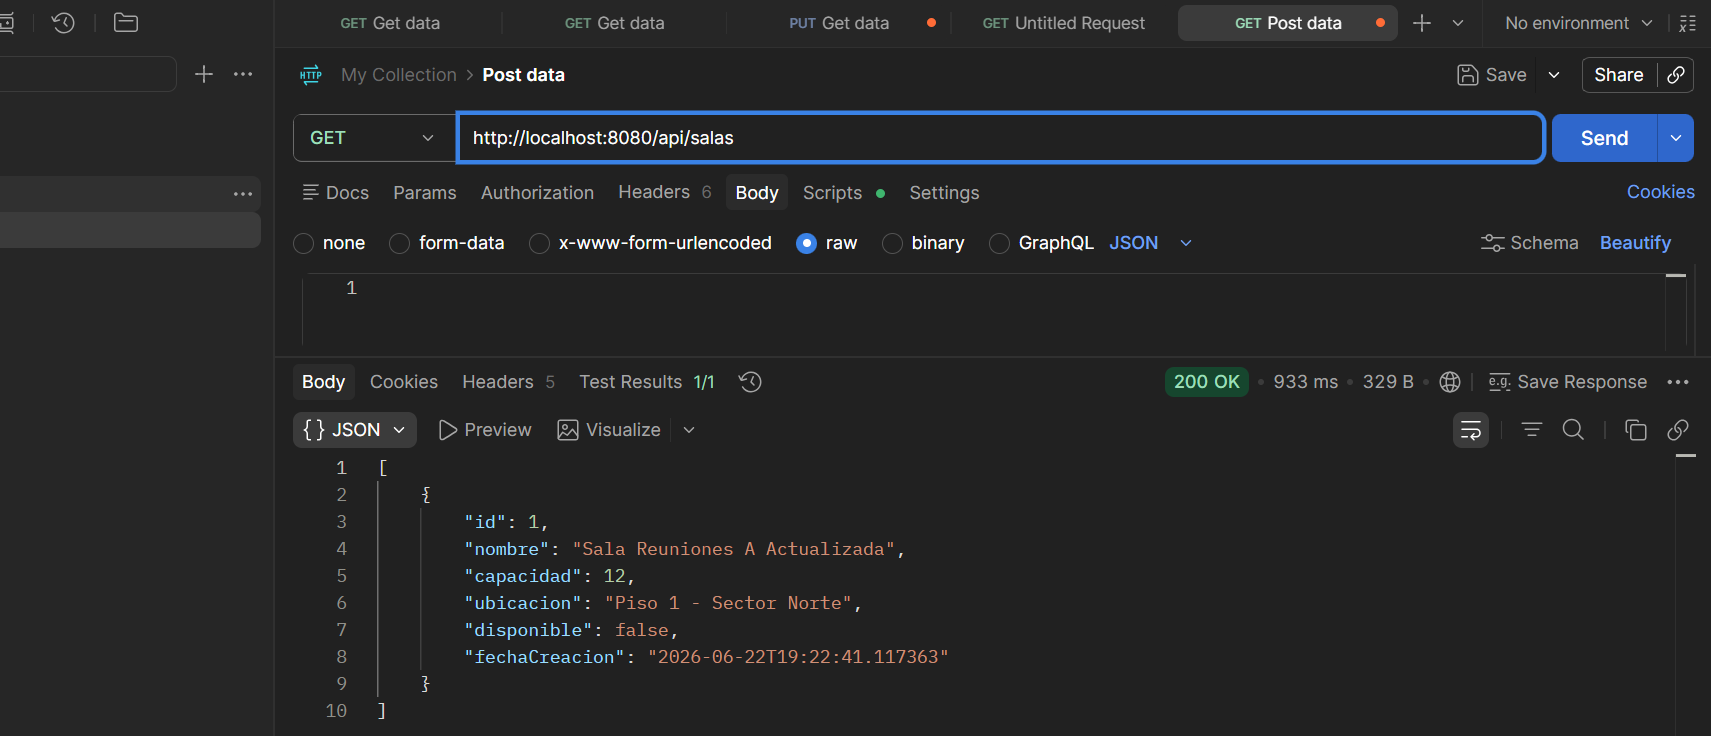 GET Get data GET Get data PUT Get data GET Untitled Request GET Post data No environment
HTTP My Collection > Post data Save Share
GET http://localhost:8080/api/salas Send
Docs Params Authorization Headers 6 Body Scripts Settings Cookies
none form-data x-www-form-urlencoded raw binary GraphQL JSON Schema Beautify
1
Body Cookies Headers 5 Test Results 1/1 200 OK 933 ms 329 B e.g. Save Response
{} JSON Preview Visualize
1 [
2 {
3 "id": 1,
4 "nombre": "Sala Reuniones A Actualizada",
5 "capacidad": 12,
6 "ubicacion": "Piso 1 - Sector Norte",
7 "disponible": false,
8 "fechaCreacion": "2026-06-22T19:22:41.117363"
9 }
10 ]